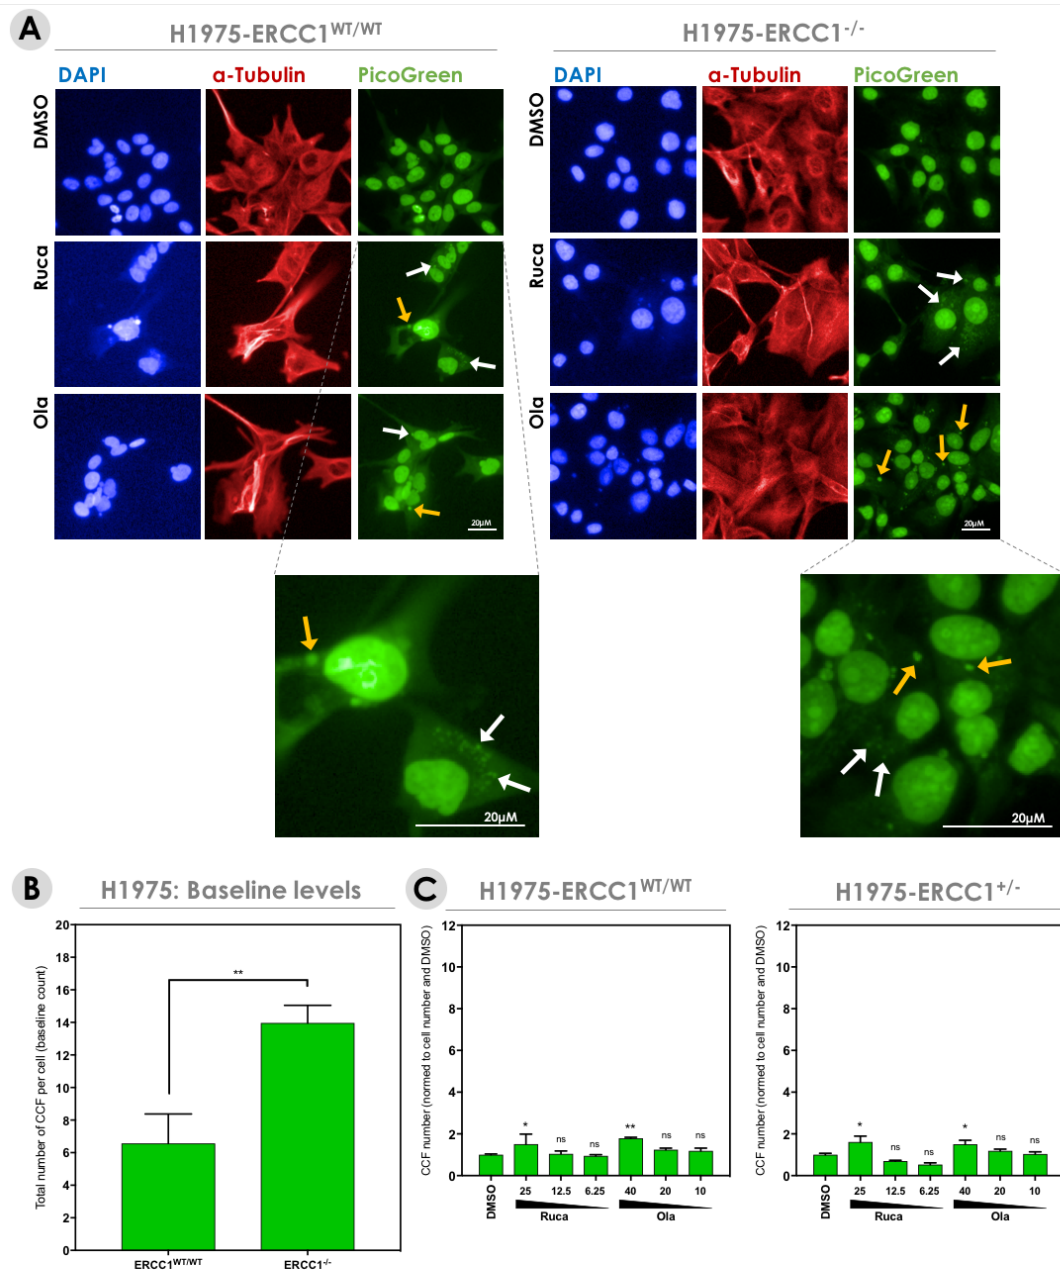 A
H1975-ERCC1WT/WT
H1975-ERCC1-/-
DAPI
α-Tubulin
PicoGreen
DAPI
α-Tubulin
PicoGreen
DMSO
DMSO
Ruca
Ruca
Ola
Ola
20µM
20µM
20µM
20µM
B
H1975: Baseline levels
Total number of CCF per cell (baseline count)
20
18
16
14
12
10
8
6
4
2
0
**
ERCC1WT/WT
ERCC1-/-
C
H1975-ERCC1WT/WT
CCF number (normed to cell number and DMSO)
12
10
8
6
4
2
0
*
ns
ns
**
ns
ns
DMSO
25
12.5
6.25
40
20
10
Ruca
Ola
H1975-ERCC1+/-
CCF number (normed to cell number and DMSO)
12
10
8
6
4
2
0
*
ns
ns
*
ns
ns
DMSO
25
12.5
6.25
40
20
10
Ruca
Ola